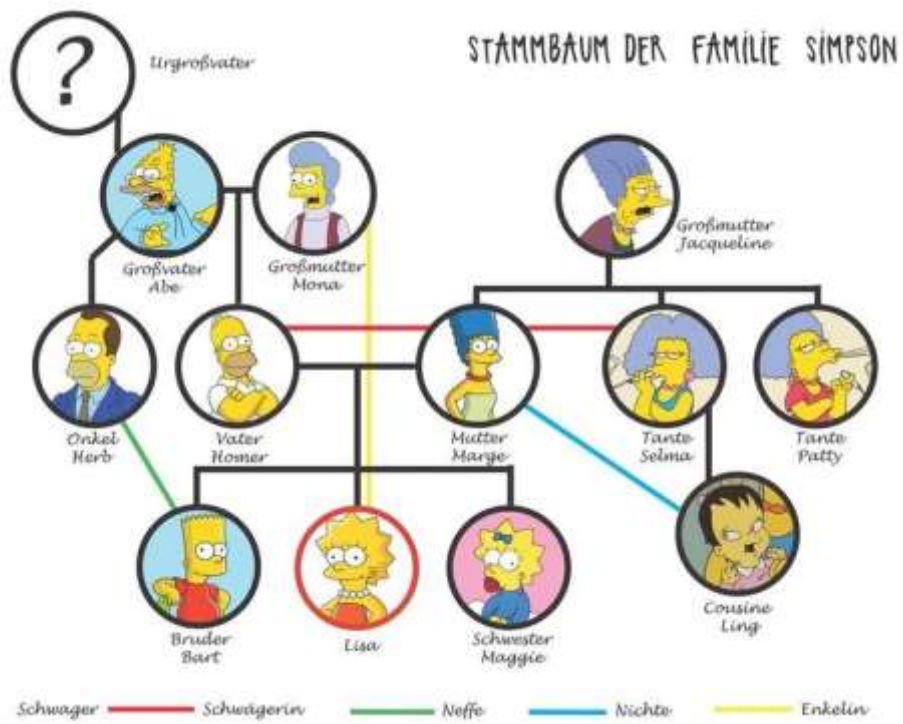 STAMMBAUM DER FAMILIE SIMPSON
?
Urgroßvater
Großvater
Abe
Großmutter
Mona
Großmutter
Jacqueline
Onkel
Herb
Vater
Homer
Mutter
Marge
Tante
Selma
Tante
Patty
Bruder
Bart
Lisa
Schwester
Maggie
Cousine
Ling
Schwager Schwägerin Neffe Nichte Enkelin